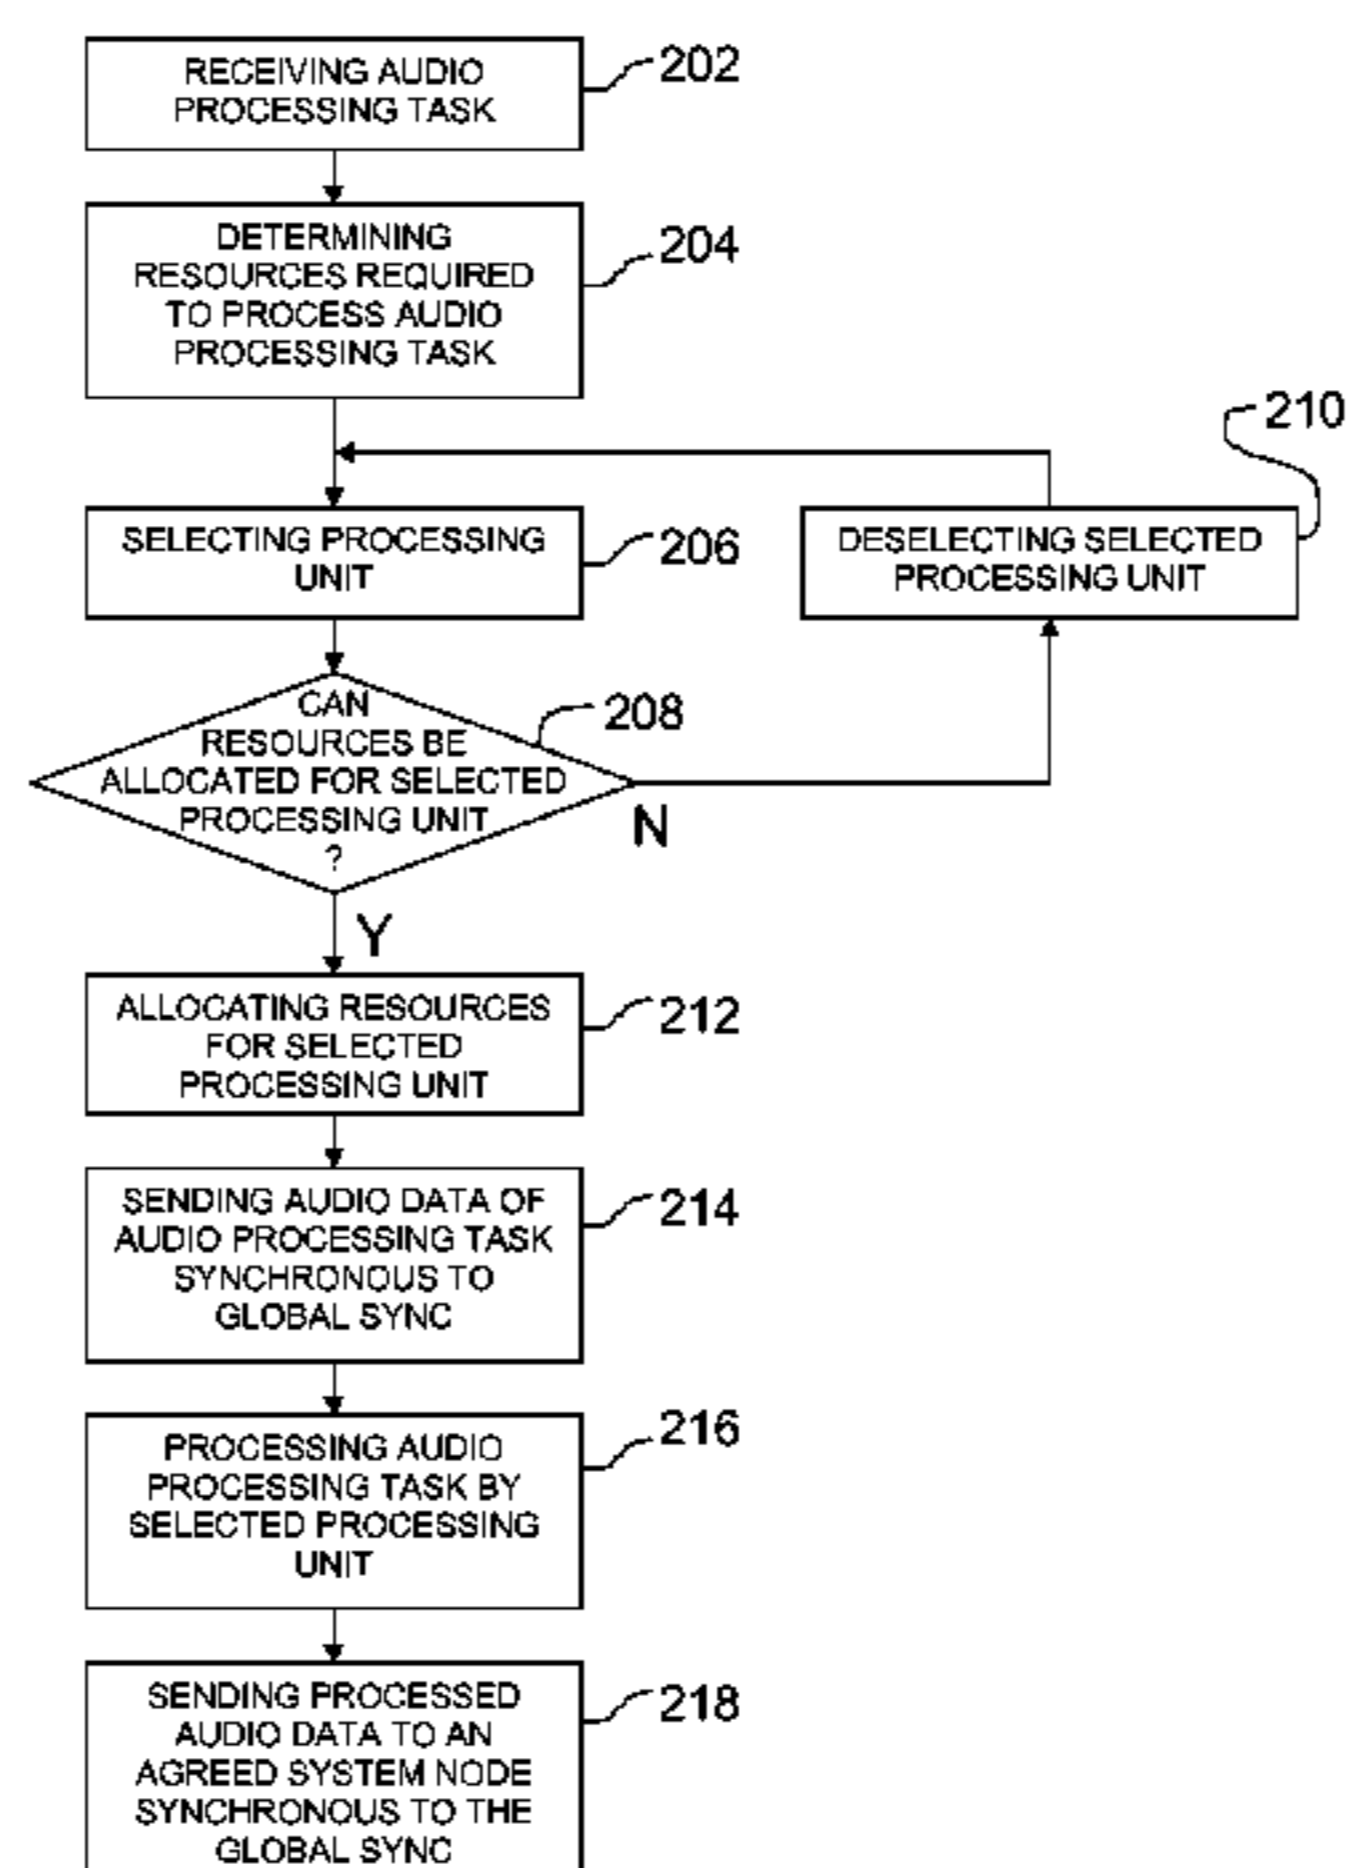 RECEIVING AUDIO
PROCESSING TASK
202
DETERMINING
RESOURCES REQUIRED
TO PROCESS AUDIO
PROCESSING TASK
204
SELECTING PROCESSING
UNIT
206
DESELECTING SELECTED
PROCESSING UNIT
210
CAN
RESOURCES BE
ALLOCATED FOR SELECTED
PROCESSING UNIT
?
208
N
Y
ALLOCATING RESOURCES
FOR SELECTED
PROCESSING UNIT
212
SENDING AUDIO DATA OF
AUDIO PROCESSING TASK
SYNCHRONOUS TO
GLOBAL SYNC
214
PROCESSING AUDIO
PROCESSING TASK BY
SELECTED PROCESSING
UNIT
216
SENDING PROCESSED
AUDIO DATA TO AN
AGREED SYSTEM NODE
SYNCHRONOUS TO THE
GLOBAL SYNC
218